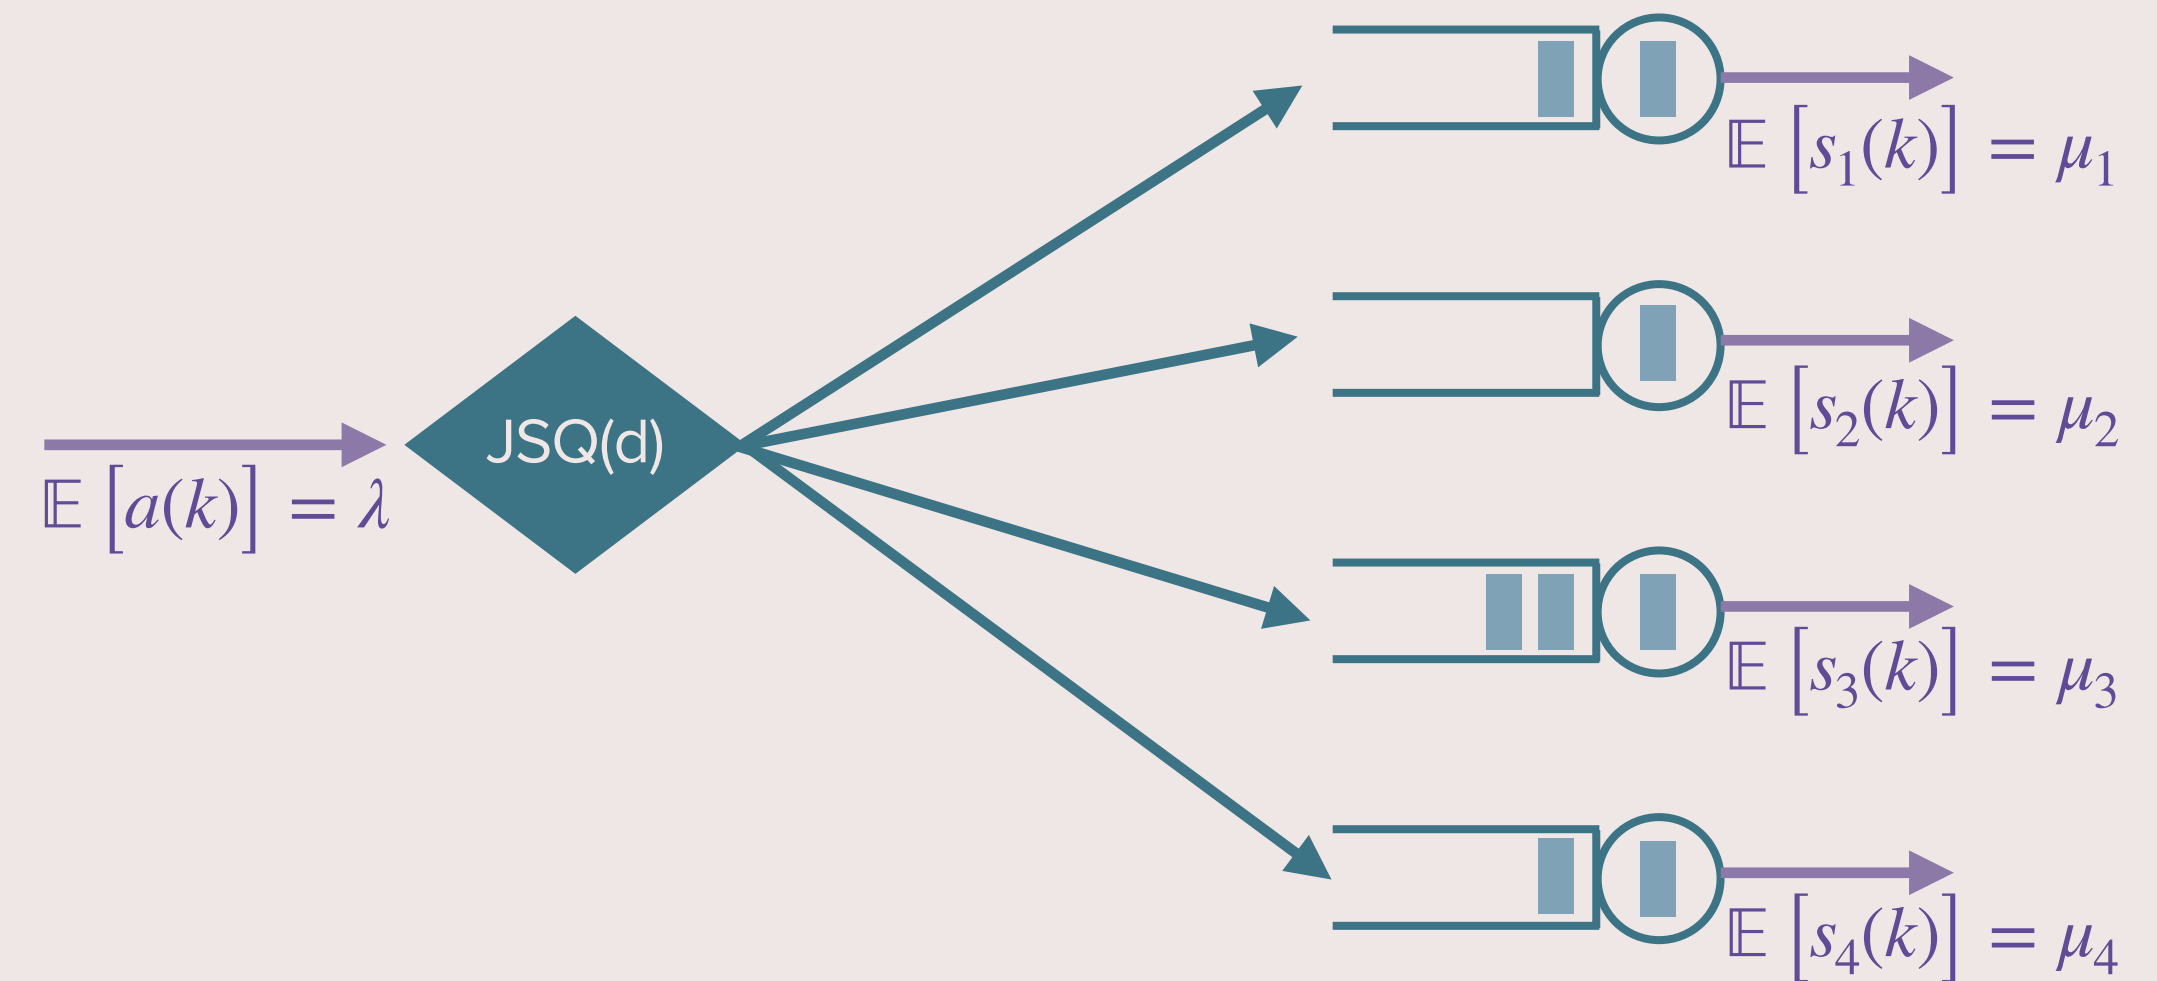 𝔼 [s₁(k)] = μ₁
𝔼 [s₂(k)] = μ₂
JSQ(d)
𝔼 [a(k)] = λ
𝔼 [s₃(k)] = μ₃
𝔼 [s₄(k)] = μ₄